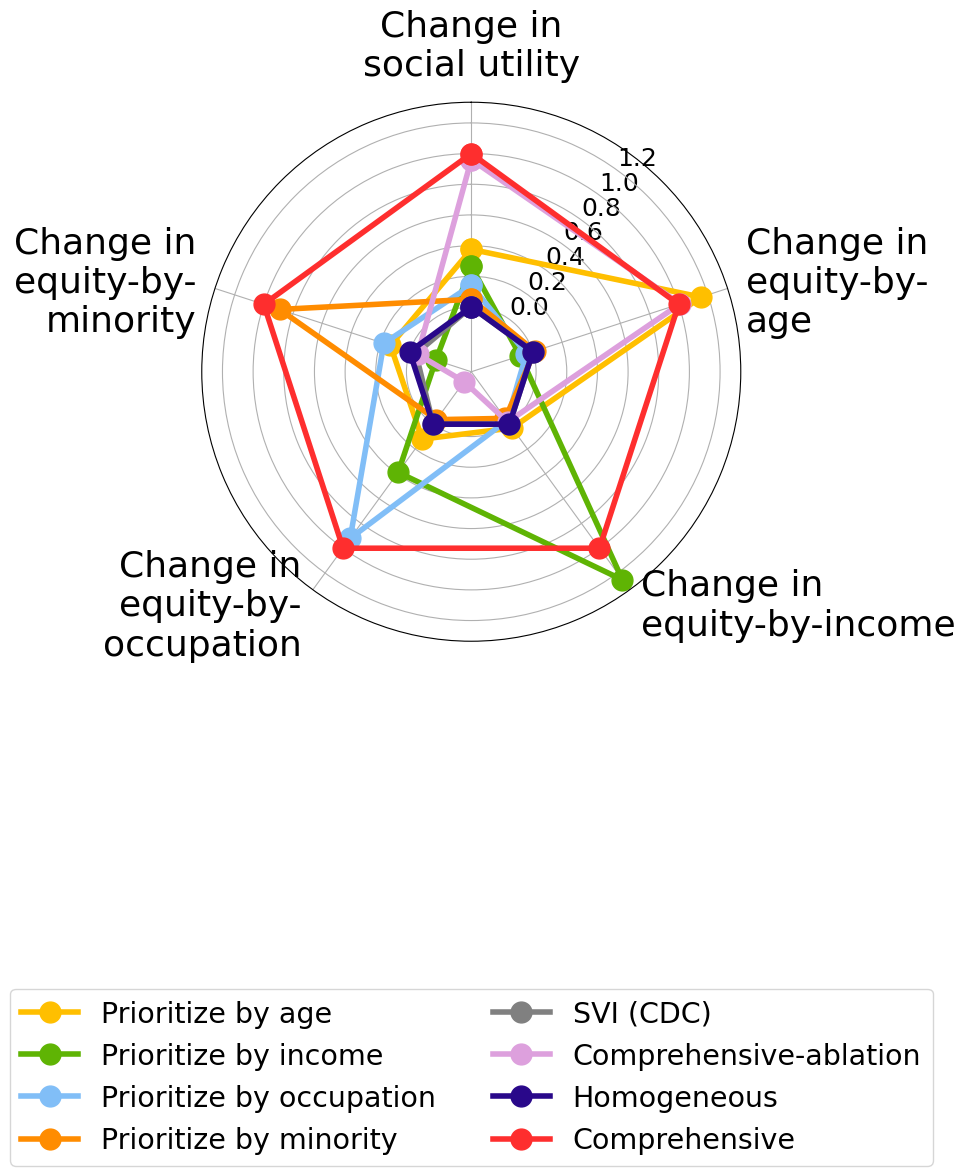 Change in
social utility
1.2
1.0
0.8
0.6
0.4
0.2
0.0
Change in
equity-by-
minority
Change in
equity-by-
age
Change in
equity-by-
occupation
Change in
equity-by-income
Prioritize by age
Prioritize by income
Prioritize by occupation
Prioritize by minority
SVI (CDC)
Comprehensive-ablation
Homogeneous
Comprehensive